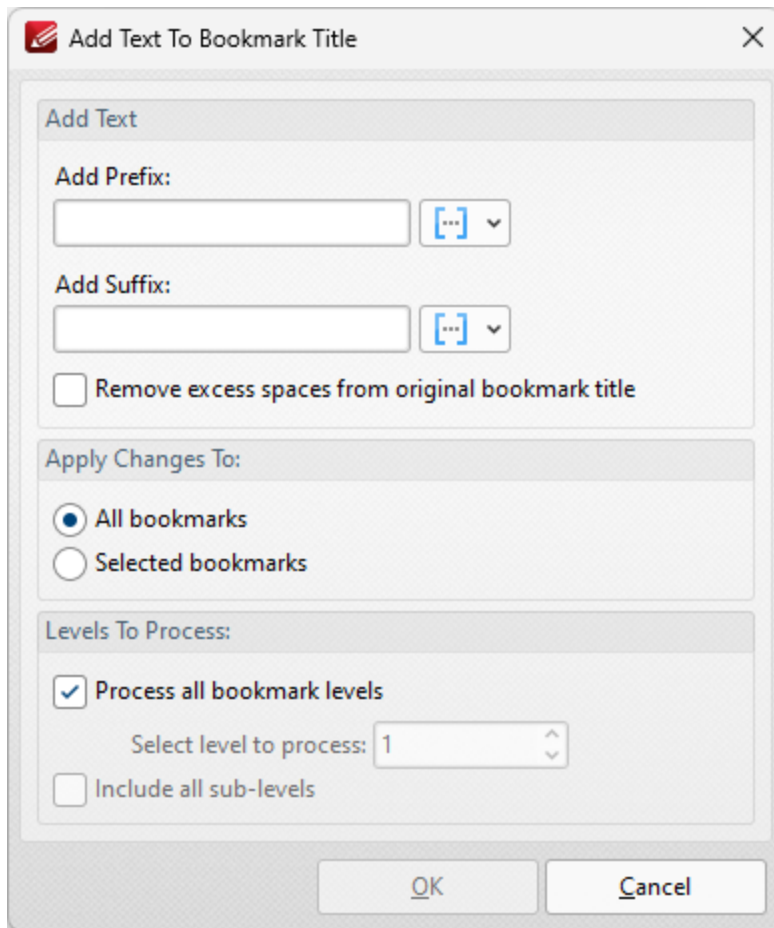 Add Text To Bookmark Title
Add Text
Add Prefix:
Add Suffix:
Remove excess spaces from original bookmark title
Apply Changes To:
All bookmarks
Selected bookmarks
Levels To Process:
Process all bookmark levels
Select level to process: 1
Include all sub-levels
OK Cancel